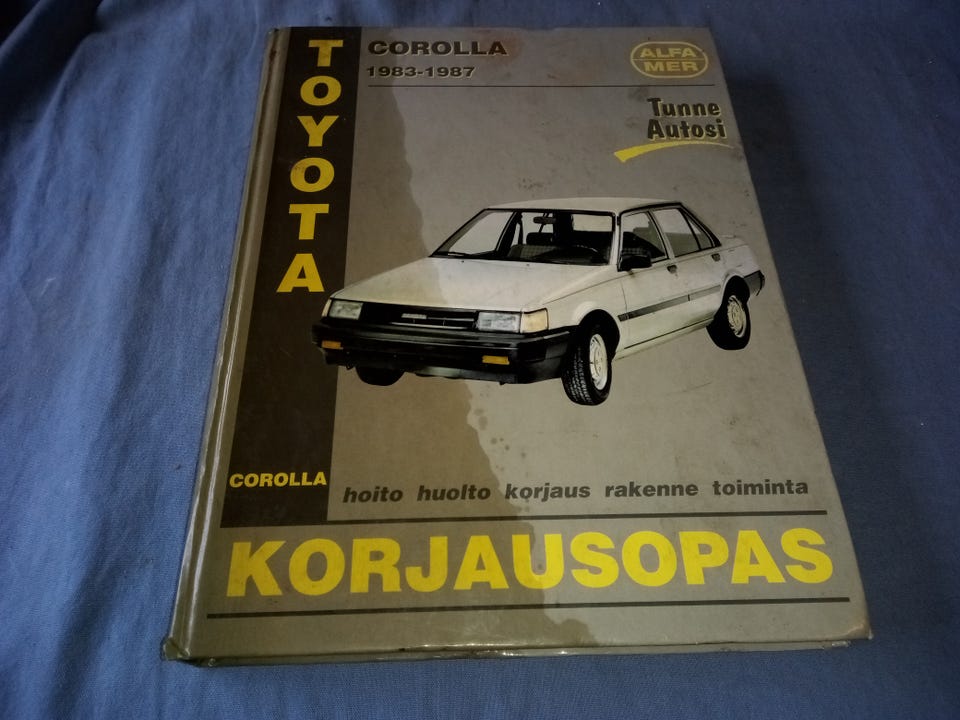 TOYOTA
COROLLA
1983-1987
ALFA
MER
Tunne
Autosi
COROLLA
hoito huolto korjaus rakenne toiminta
KORJAUSOPAS